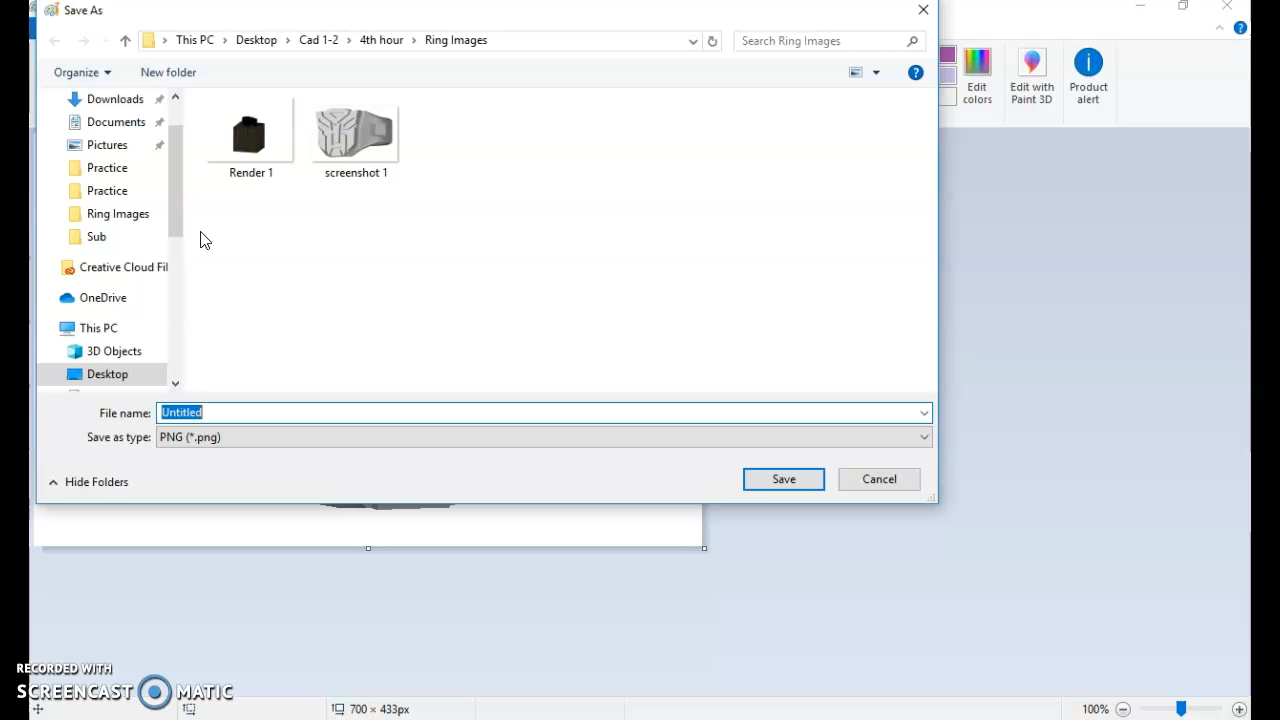 Save As
This PC
Desktop
Cad 1-2
4th hour
Ring Images
Search Ring Images
Organize
New folder
Edit colors
Edit with Paint 3D
Product alert
Downloads
Documents
Pictures
Practice
Practice
Ring Images
Sub
Creative Cloud Fil
OneDrive
This PC
3D Objects
Desktop
Render 1
screenshot 1
File name:
Untitled
Save as type:
PNG (*.png)
Hide Folders
Save
Cancel
RECORDED WITH
SCREENCAST MATIC
700 × 433px
100%